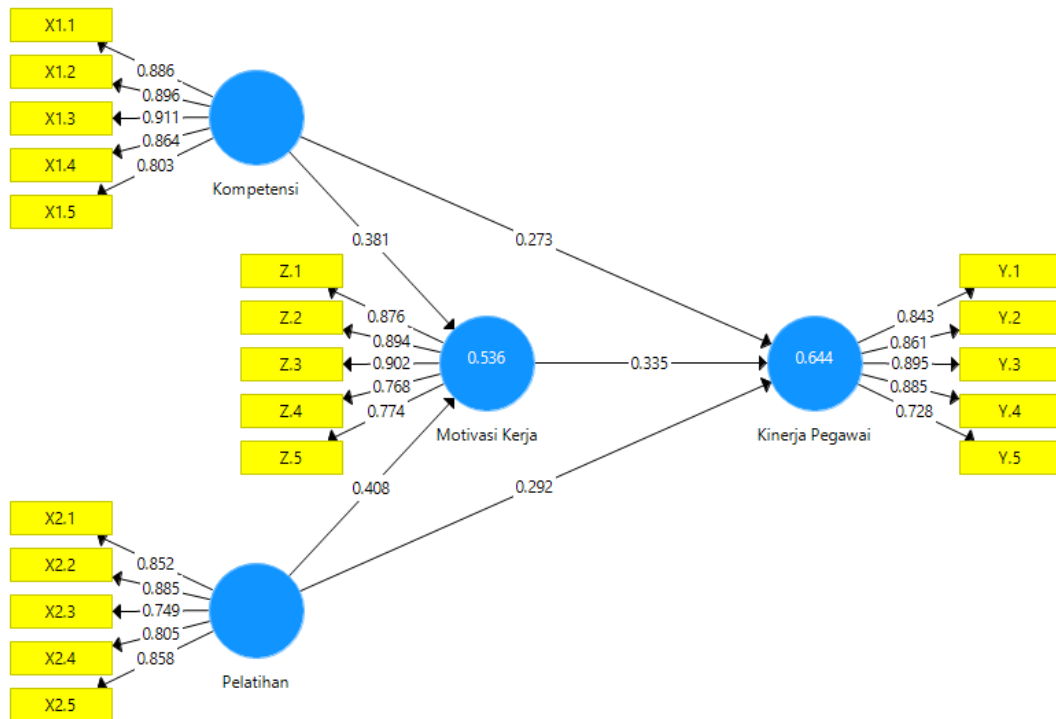 X1.1
X1.2
X1.3
X1.4
X1.5
0.886
0.896
0.911
0.864
0.803
Kompetensi
0.381
0.273
Z.1
Z.2
Z.3
Z.4
Z.5
0.876
0.894
0.902
0.768
0.774
0.536
Motivasi Kerja
0.335
0.644
Kinerja Pegawai
0.843
0.861
0.895
0.885
0.728
Y.1
Y.2
Y.3
Y.4
Y.5
0.408
0.292
X2.1
X2.2
X2.3
X2.4
X2.5
0.852
0.885
0.749
0.805
0.858
Pelatihan